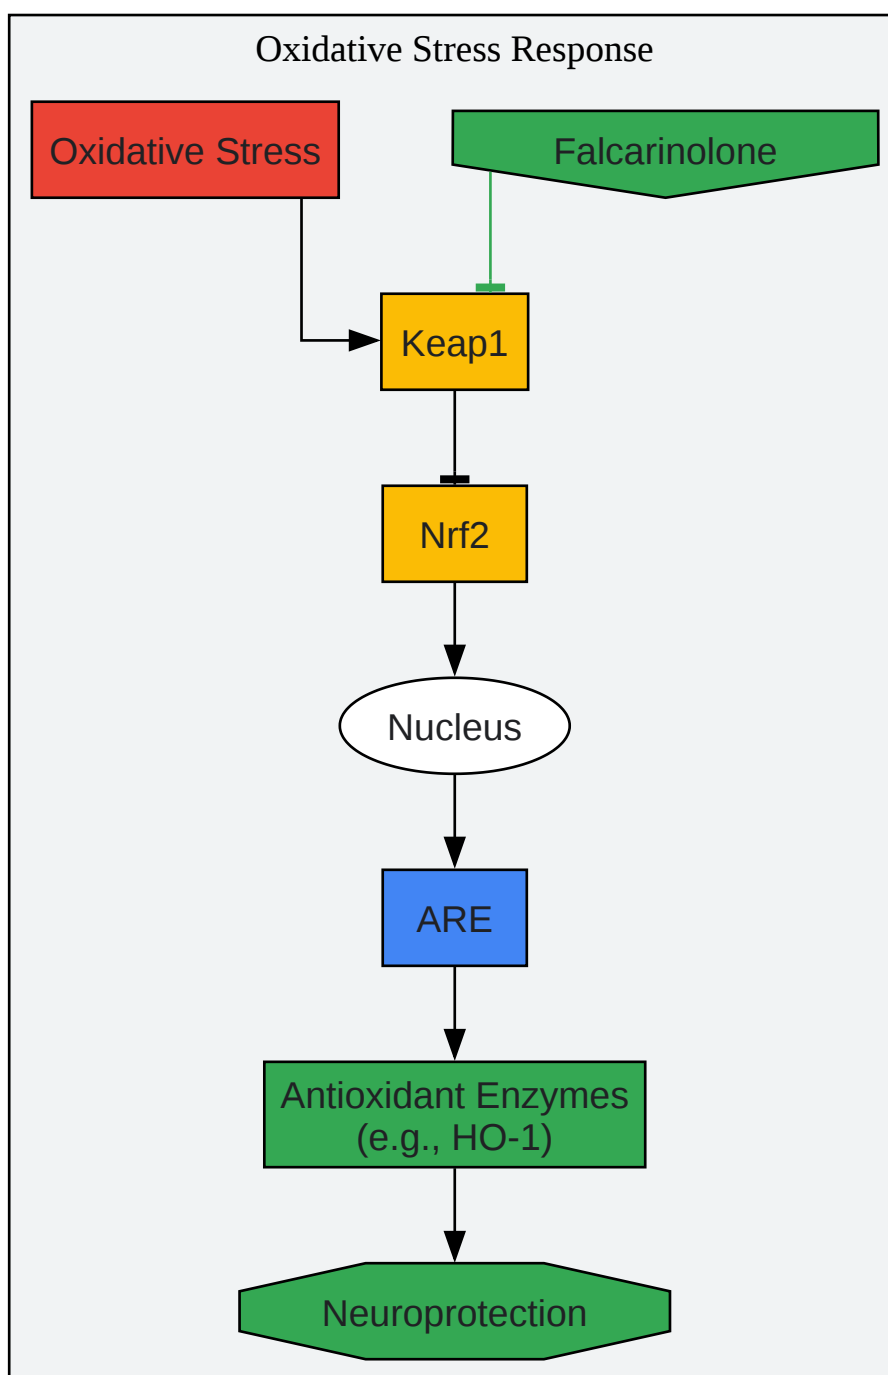 Oxidative Stress Response
Oxidative Stress
Falcarinolone
Keap1
Nrf2
Nucleus
ARE
Antioxidant Enzymes
(e.g., HO-1)
Neuroprotection